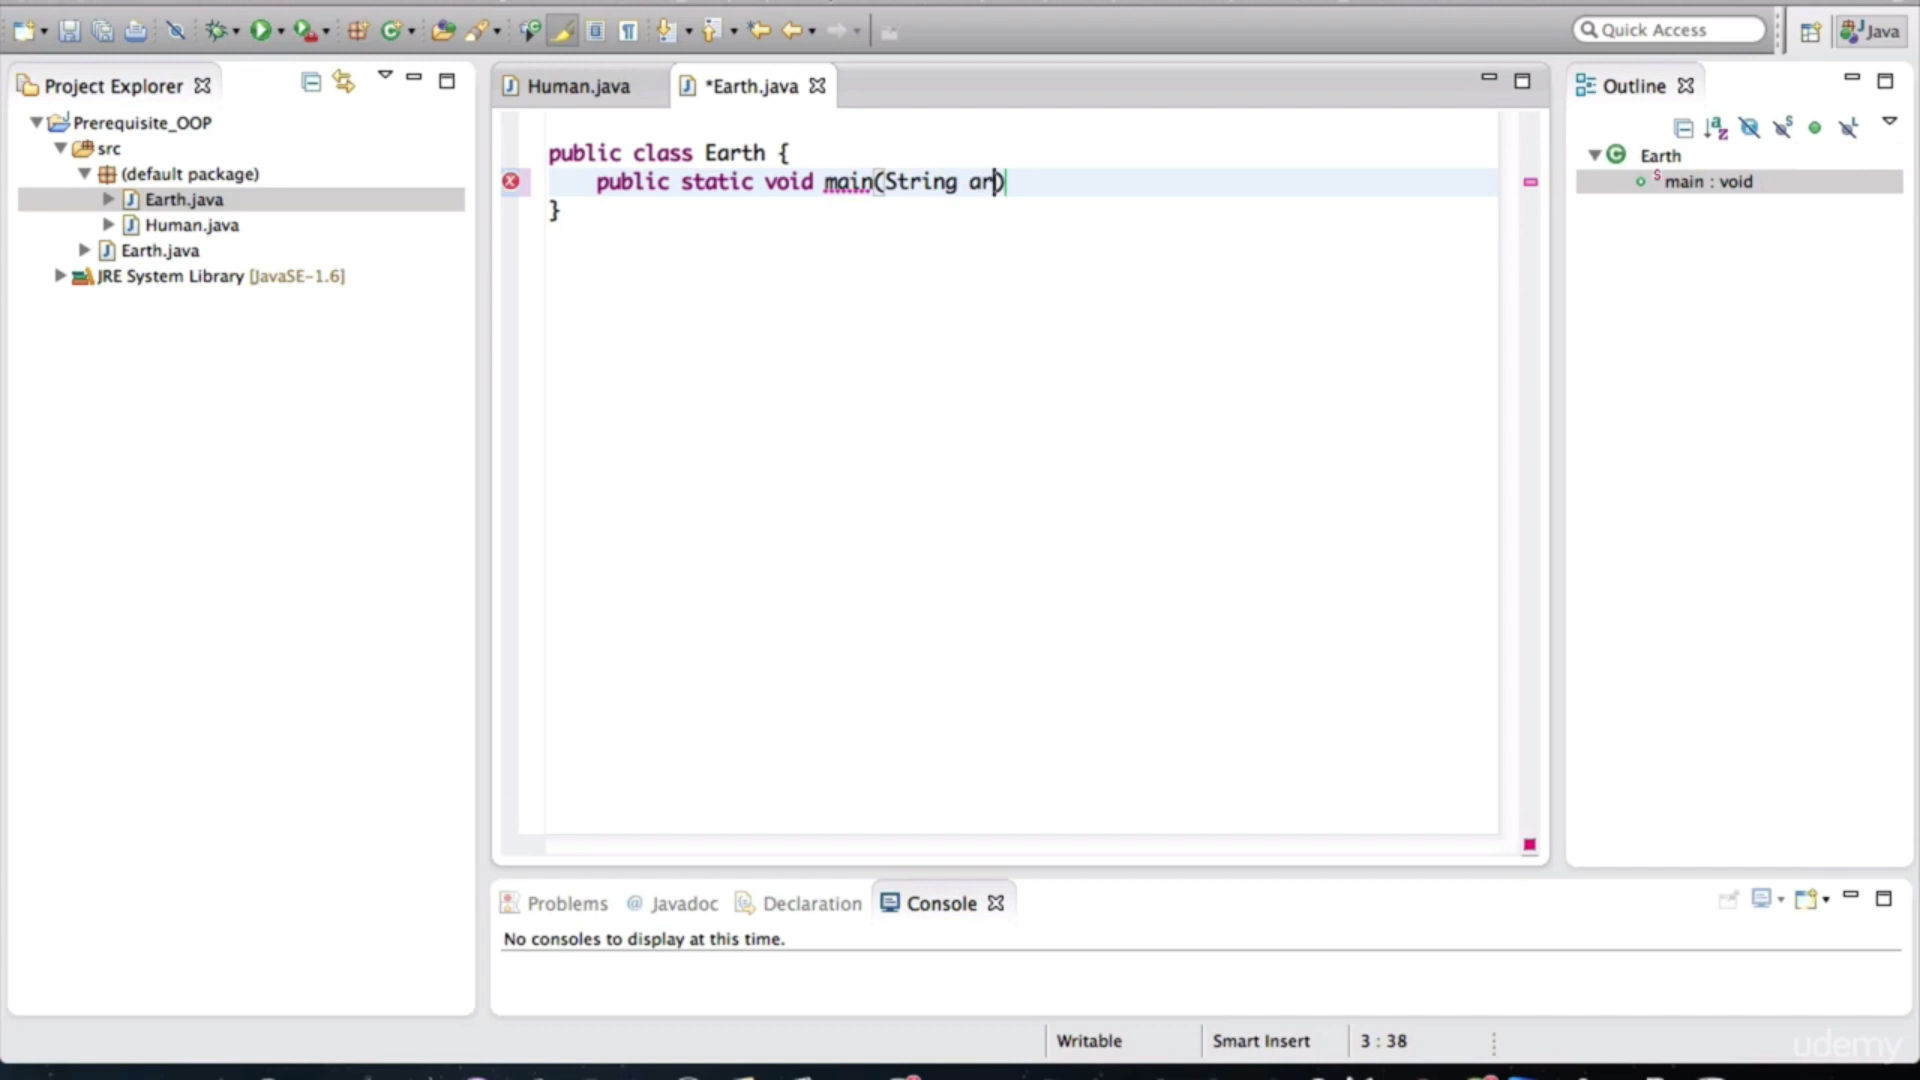 Quick Access
Java
Project Explorer
Prerequisite_OOP
src
(default package)
Earth.java
Human.java
Earth.java
JRE System Library [JavaSE-1.6]
Human.java
*Earth.java
public class Earth {
public static void main(String ar)
}
Outline
Earth
main : void
Problems
Javadoc
Declaration
Console
No consoles to display at this time.
Writable
Smart Insert
3 : 38
udemy